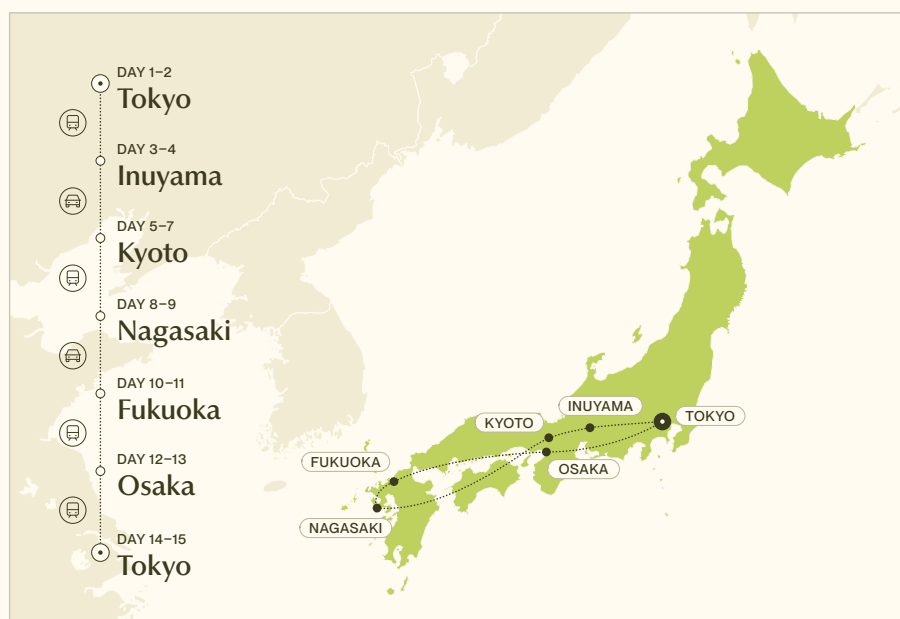 DAY 1–2
Tokyo
DAY 3–4
Inuyama
DAY 5–7
Kyoto
DAY 8–9
Nagasaki
DAY 10–11
Fukuoka
DAY 12–13
Osaka
DAY 14–15
Tokyo
INUYAMA
TOKYO
KYOTO
OSAKA
FUKUOKA
NAGASAKI